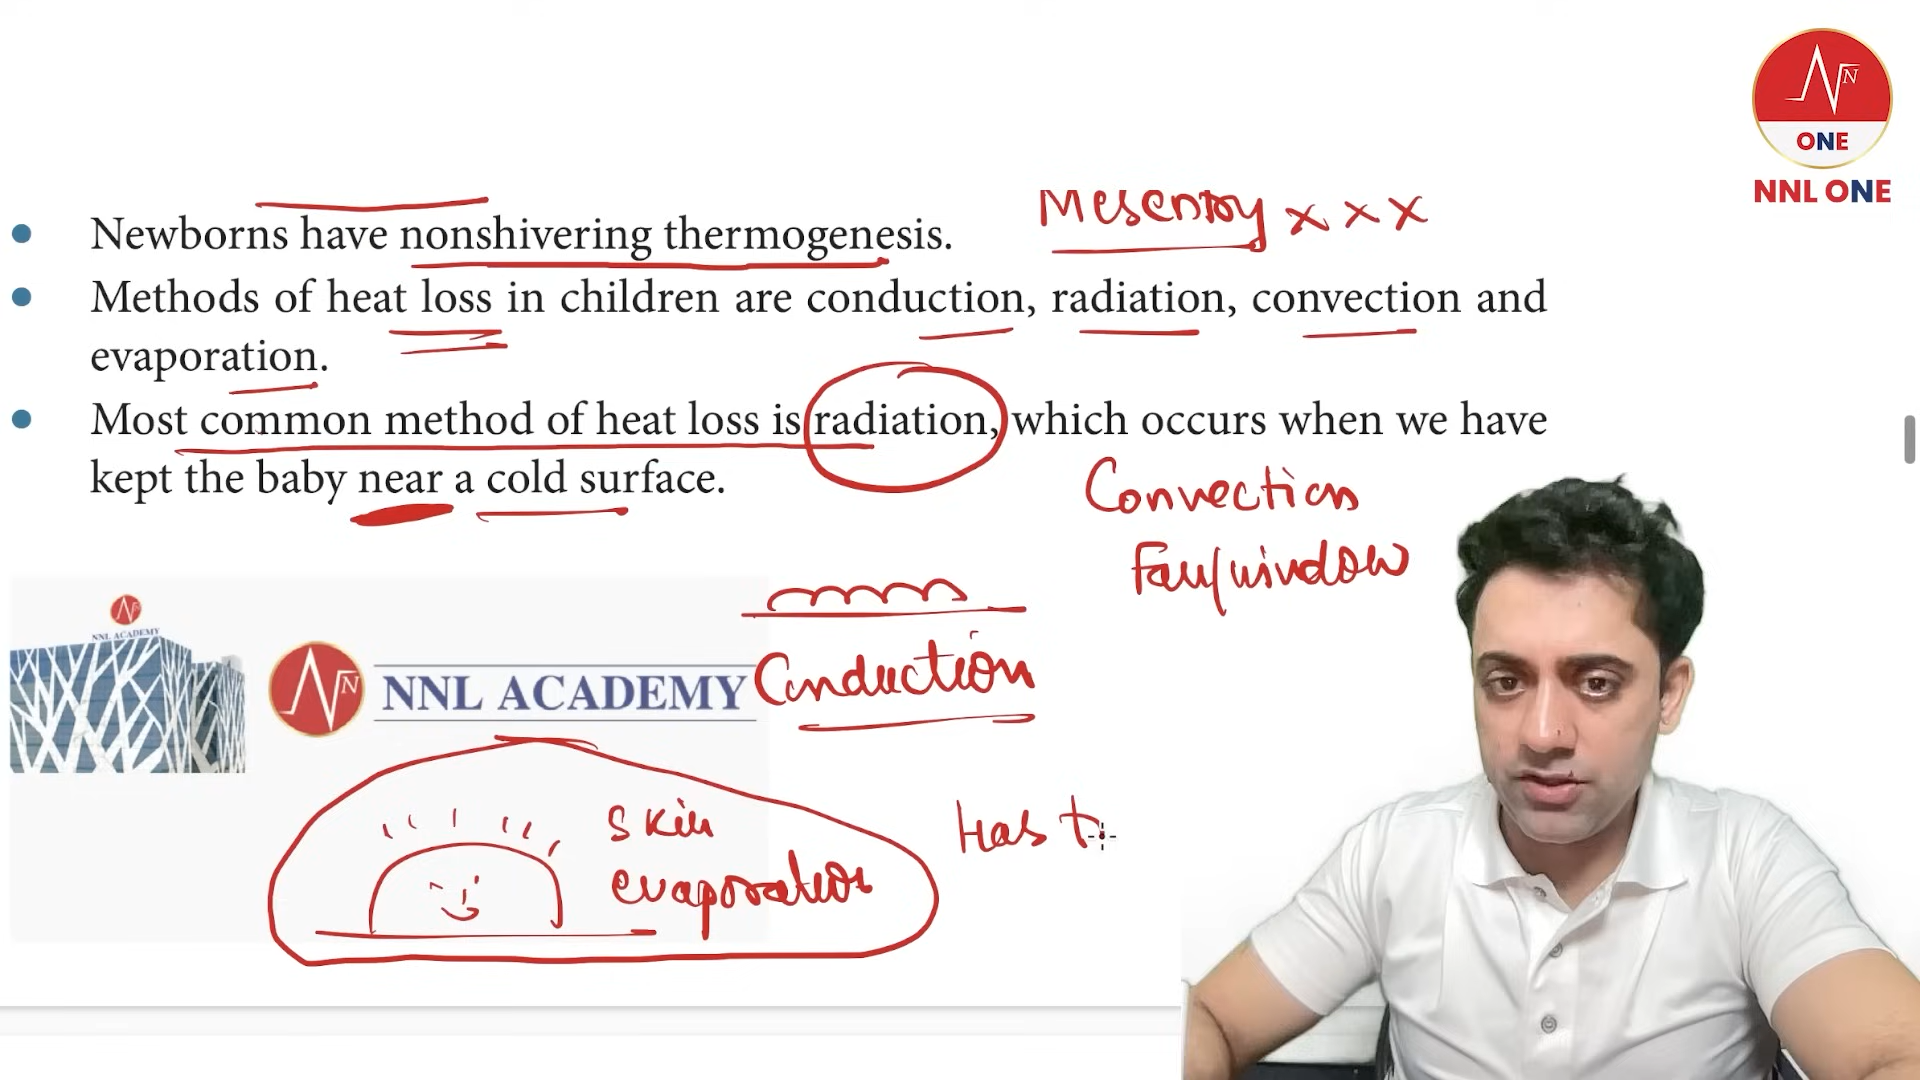 N
ONE
NNL ONE
Mesentry x x x
• Newborns have nonshivering thermogenesis.
• Methods of heat loss in children are conduction, radiation, convection and
evaporation.
• Most common method of heat loss is radiation, which occurs when we have
kept the baby near a cold surface.
Convection
Fan/window
N
NNL ACADEMY
N
NNL ACADEMY
Conduction
Skin
evaporation
Has t